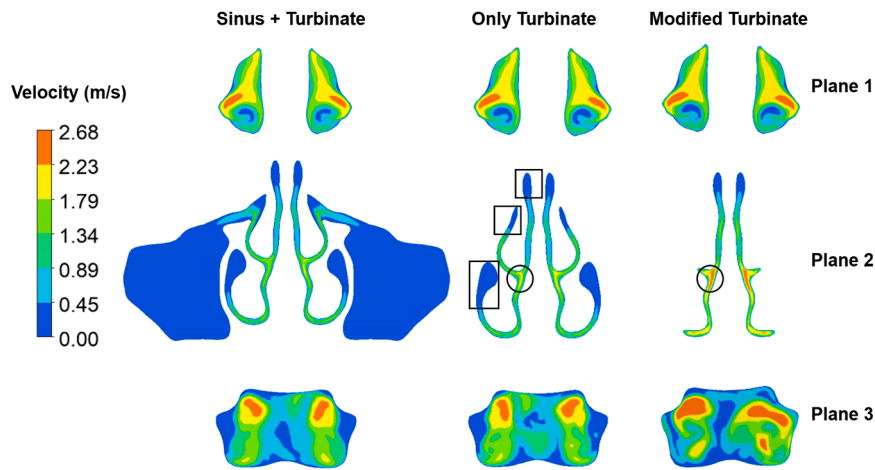 Sinus + Turbinate
Only Turbinate
Modified Turbinate
Plane 1
Velocity (m/s)
2.68
2.23
1.79
1.34
0.89
0.45
0.00
Plane 2
Plane 3